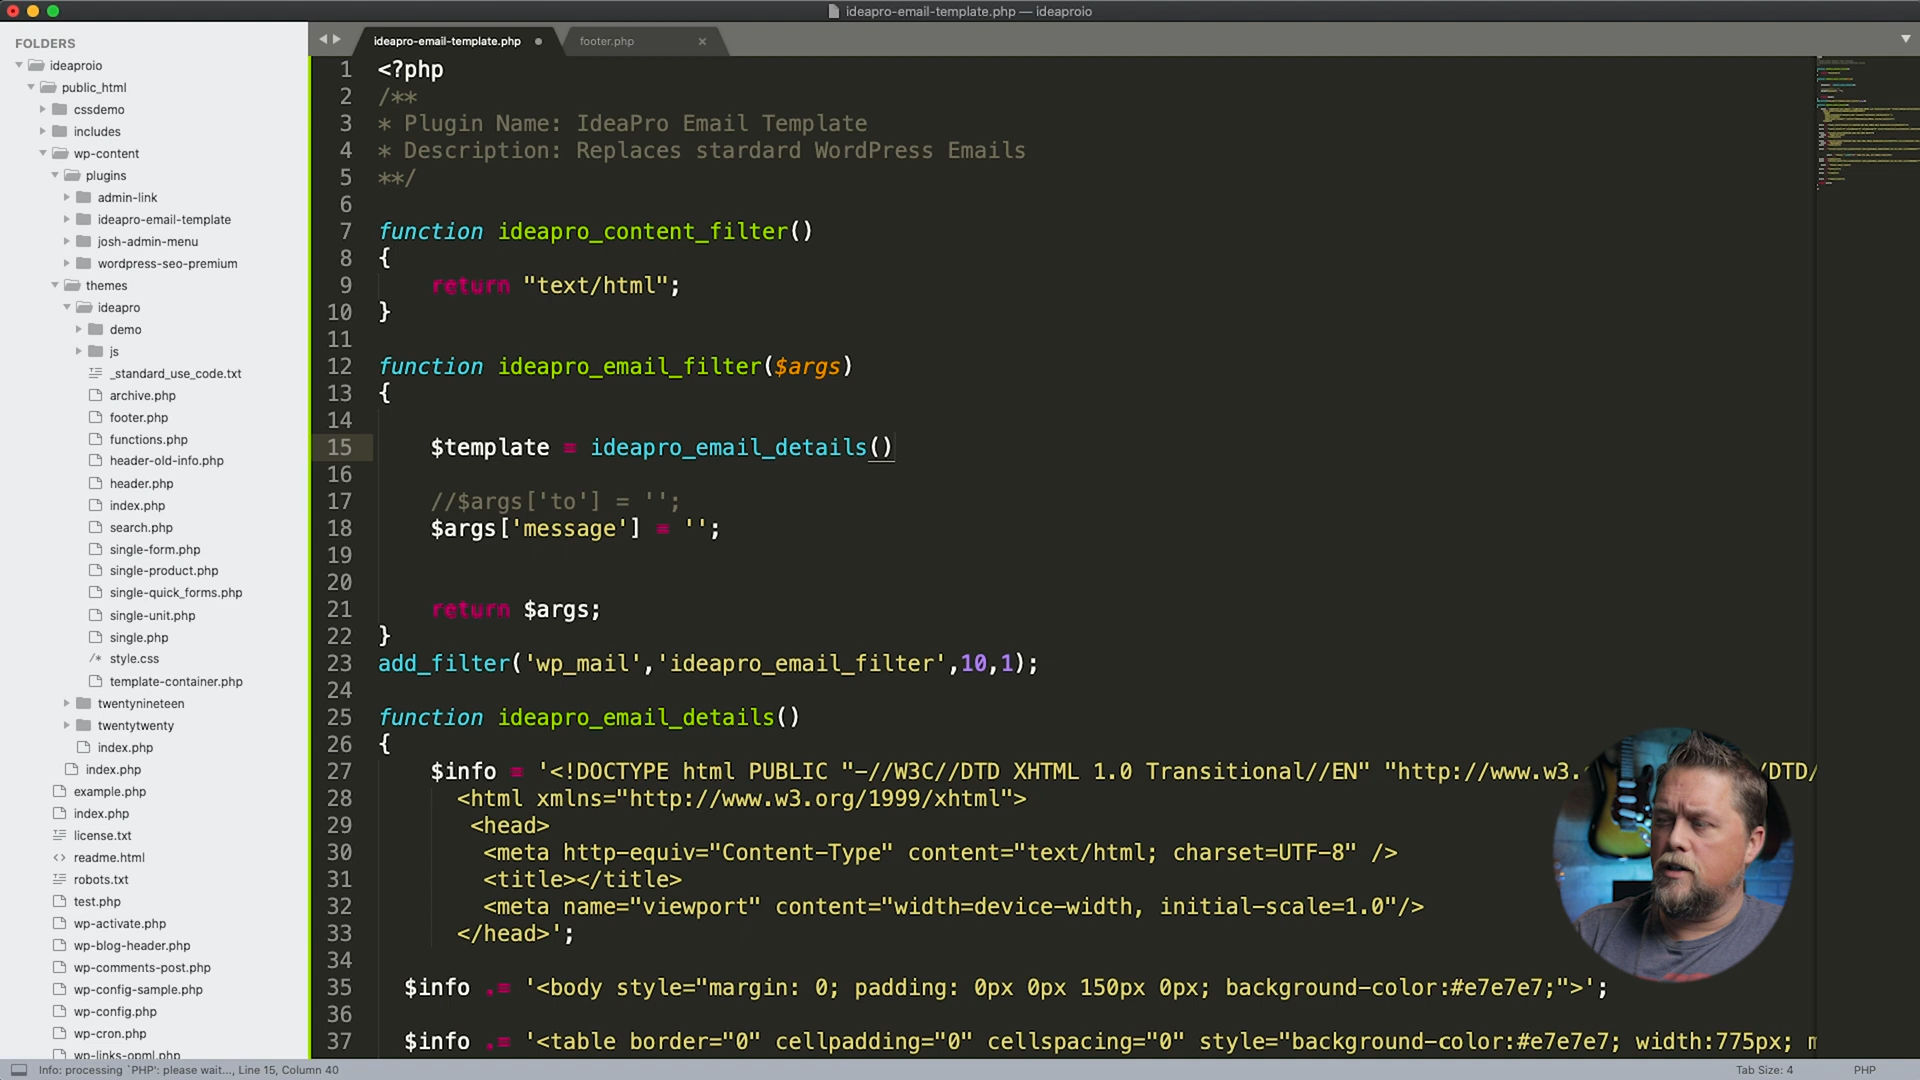 ideapro-email-template.php — ideaproio
FOLDERS
ideaproio
public_html
cssdemo
includes
wp-content
plugins
admin-link
ideapro-email-template
josh-admin-menu
wordpress-seo-premium
themes
ideapro
demo
js
_standard_use_code.txt
archive.php
footer.php
functions.php
header-old-info.php
header.php
index.php
search.php
single-form.php
single-product.php
single-quick_forms.php
single-unit.php
single.php
/* style.css
template-container.php
twentynineteen
twentytwenty
index.php
index.php
example.php
index.php
license.txt
<> readme.html
robots.txt
test.php
wp-activate.php
wp-blog-header.php
wp-comments-post.php
wp-config-sample.php
wp-config.php
wp-cron.php
wp-links-opml.php
ideapro-email-template.php
footer.php
1 <?php
2 /**
3 * Plugin Name: IdeaPro Email Template
4 * Description: Replaces stardard WordPress Emails
5 **/
6
7 function ideapro_content_filter()
8 {
9 return "text/html";
10 }
11
12 function ideapro_email_filter($args)
13 {
14
15 $template = ideapro_email_details()
16
17 //$args['to'] = '';
18 $args['message'] = '';
19
20
21 return $args;
22 }
23 add_filter('wp_mail','ideapro_email_filter',10,1);
24
25 function ideapro_email_details()
26 {
27 $info = '<!DOCTYPE html PUBLIC "-//W3C//DTD XHTML 1.0 Transitional//EN" "http://www.w3. /DTD/
28 <html xmlns="http://www.w3.org/1999/xhtml">
29 <head>
30 <meta http-equiv="Content-Type" content="text/html; charset=UTF-8" />
31 <title></title>
32 <meta name="viewport" content="width=device-width, initial-scale=1.0"/>
33 </head>';
34
35 $info .= '<body style="margin: 0; padding: 0px 0px 150px 0px; background-color:#e7e7e7;">';
36
37 $info .= '<table border="0" cellpadding="0" cellspacing="0" style="background-color:#e7e7e7; width:775px; m
Info: processing `PHP': please wait..., Line 15, Column 40
Tab Size: 4
PHP